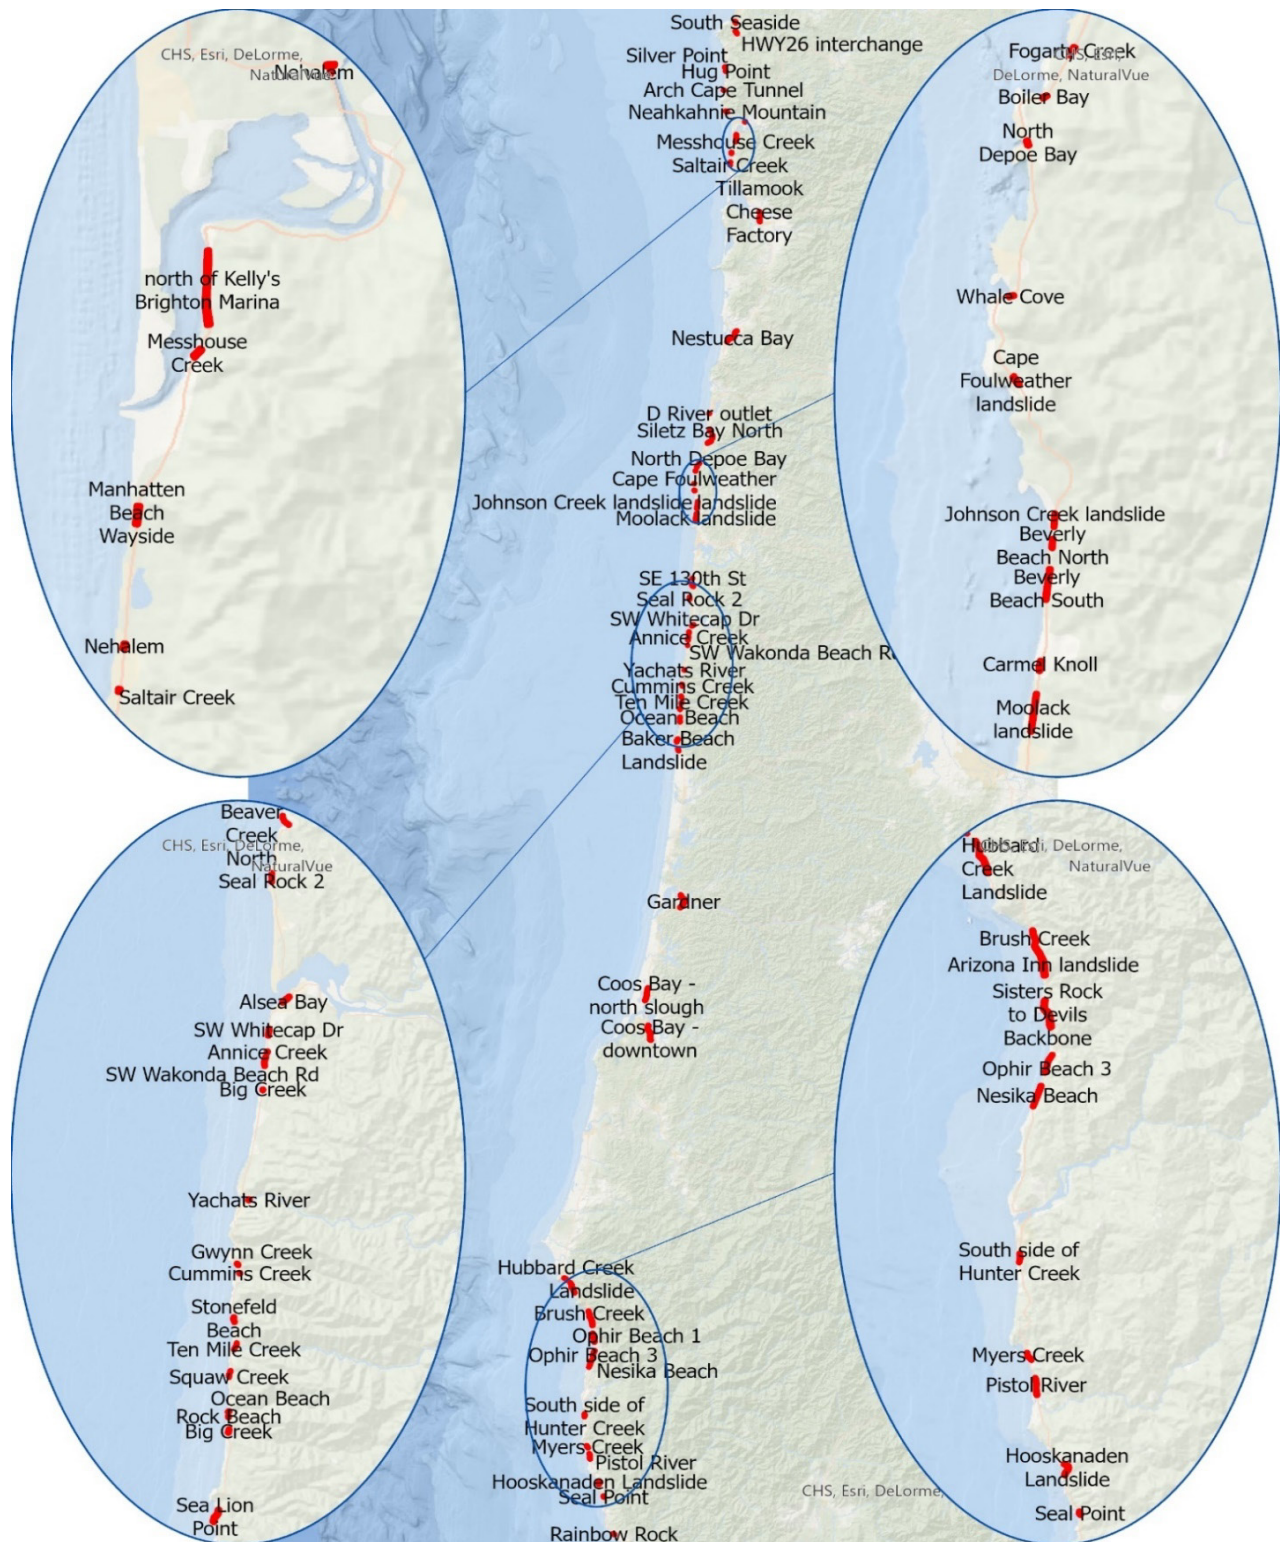 South Seaside
HWY26 interchange
Silver Point
Hug Point
Arch Cape Tunnel
Neahkahnie Mountain
Messhouse Creek
Saltair Creek
Tillamook
Cheese
Factory
Nestucca Bay
D River outlet
Siletz Bay North
North Depoe Bay
Cape Foulweather
Johnson Creek landslide landslide
Moolack landslide
SE 130th St
Seal Rock 2
SW Whitecap Dr
Annice Creek
SW Wakonda Beach R
Yachats River
Cummins Creek
Ten Mile Creek
Ocean Beach
Baker Beach
Landslide
Gardner
Coos Bay -
north slough
Coos Bay -
downtown
Hubbard Creek
Landslide
Brush Creek
Ophir Beach 1
Ophir Beach 3
Nesika Beach
South side of
Hunter Creek
Myers Creek
Pistol River
Hooskanaden Landslide
Seal Point
Rainbow Rock
CHS, Esri, DeLorme,
CHS, Esri, DeLorme,
NaturalVue
Nehalem
north of Kelly's
Brighton Marina
Messhouse
Creek
Manhatten
Beach
Wayside
Nehalem
Saltair Creek
Fogarty Creek
CHS, Esri,
DeLorme, NaturalVue
Boiler Bay
North
Depoe Bay
Whale Cove
Cape
Foulweather
landslide
Johnson Creek landslide
Beverly
Beach North
Beverly
Beach South
Carmel Knoll
Moolack
landslide
Beaver
Creek
North
CHS, Esri, DeLorme,
NaturalVue
Seal Rock 2
Alsea Bay
SW Whitecap Dr
Annice Creek
SW Wakonda Beach Rd
Big Creek
Yachats River
Gwynn Creek
Cummins Creek
Stonefeld
Beach
Ten Mile Creek
Squaw Creek
Ocean Beach
Rock Beach
Big Creek
Sea Lion
Point
Hubbard
Creek
Landslide
CHS, Esri, DeLorme,
NaturalVue
Brush Creek
Arizona Inn landslide
Sisters Rock
to Devils
Backbone
Ophir Beach 3
Nesika Beach
South side of
Hunter Creek
Myers Creek
Pistol River
Hooskanaden
Landslide
Seal Point